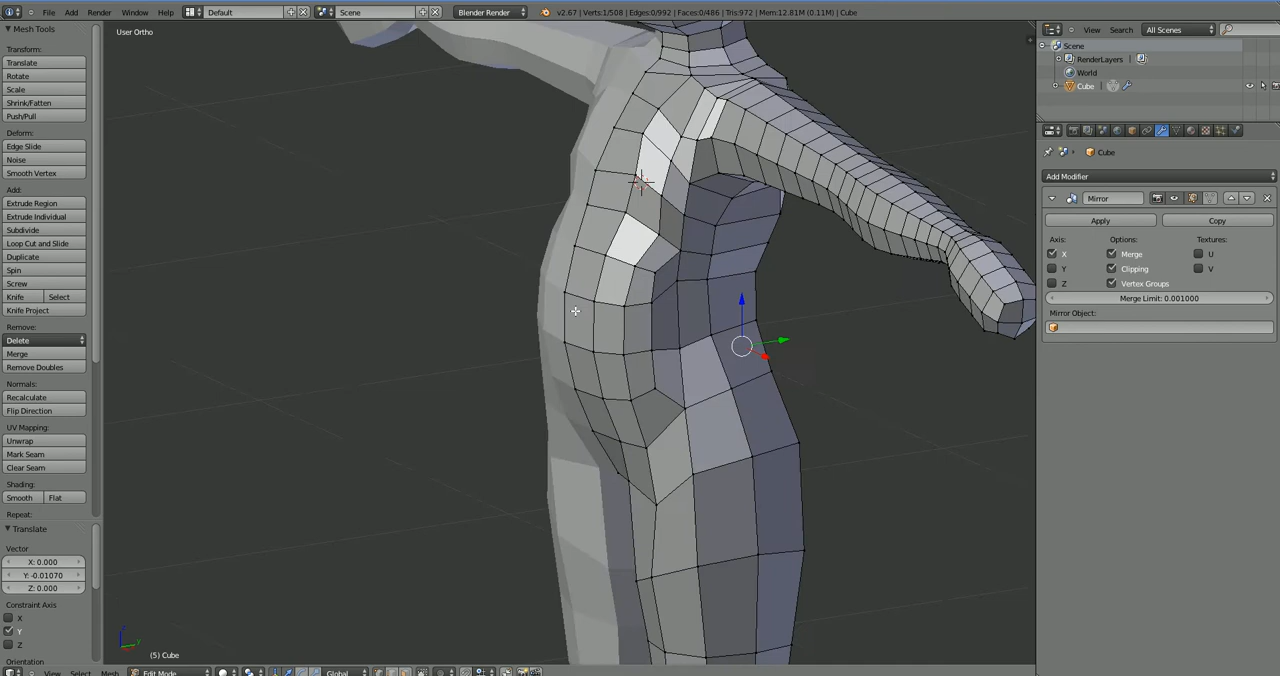 File Add Render Window Help Default Scene Blender Render v2.67 | Verts:1/508 | Edges:0/992 | Faces:0/486 | Tris:972 | Mem:12.81M (0.11M) | Cube
Mesh Tools
Transform:
Translate
Rotate
Scale
Shrink/Fatten
Push/Pull
Deform:
Edge Slide
Noise
Smooth Vertex
Add:
Extrude Region
Extrude Individual
Subdivide
Loop Cut and Slide
Duplicate
Spin
Screw
Knife Select
Knife Project
Remove:
Delete
Merge
Remove Doubles
Normals:
Recalculate
Flip Direction
UV Mapping:
Unwrap
Mark Seam
Clear Seam
Shading:
Smooth Flat
Repeat:
Translate
Vector
X: 0.000
Y: -0.01070
Z: 0.000
Constraint Axis
X
Y
Z
Orientation
User Ortho
(5) Cube
View Select Mesh Edit Mode Global
View Search All Scenes
Scene
RenderLayers
World
Cube
Cube
Add Modifier
Mirror
Apply Copy
Axis: Options: Textures:
X Merge U
Y Clipping V
Z Vertex Groups
Merge Limit: 0.001000
Mirror Object: